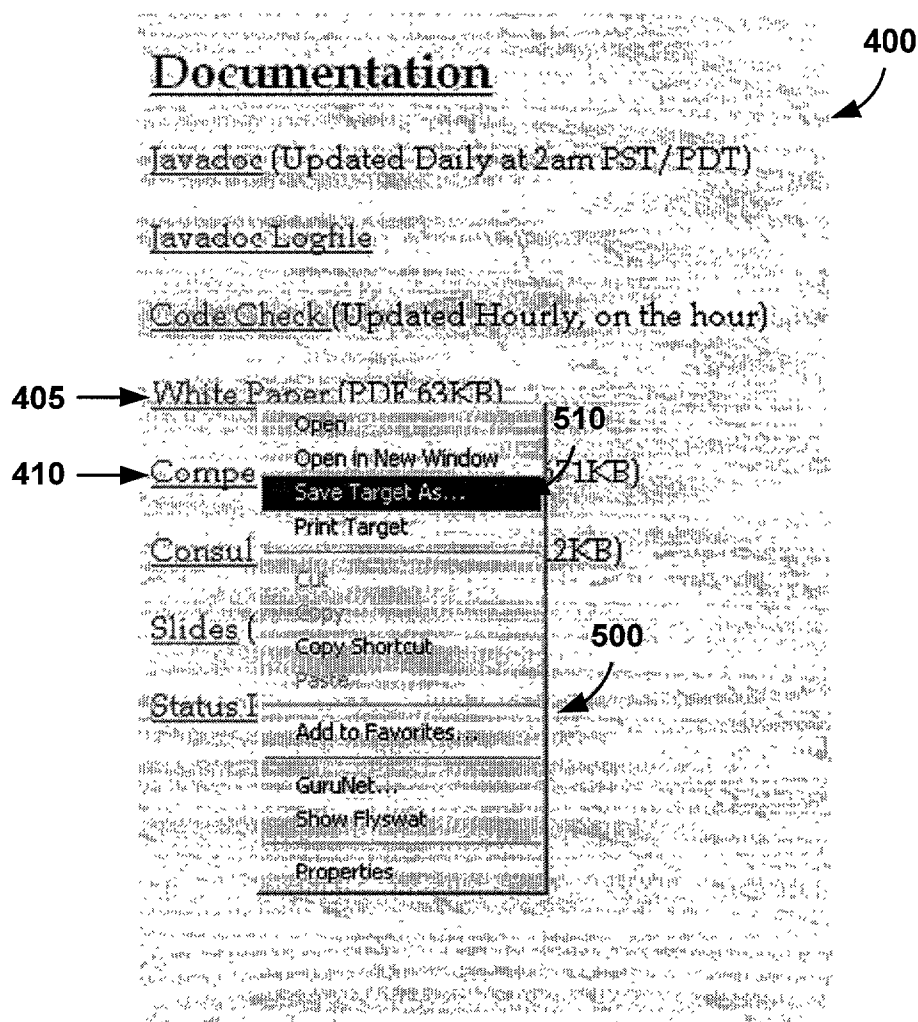 400
Documentation
Javadoc (Updated Daily at 2am PST/PDT)
Javadoc Logfile
Code Check (Updated Hourly, on the hour)
405
White Paper (PDF 63KB)
Open
510
410
Compe
Open in New Window
71KB)
Save Target As...
Print Target
Consul
2KB)
Cut
Copy
Slides (
Copy Shortcut
500
Paste
Status
Add to Favorites...
GuruNet...
Show Flyswat
Properties